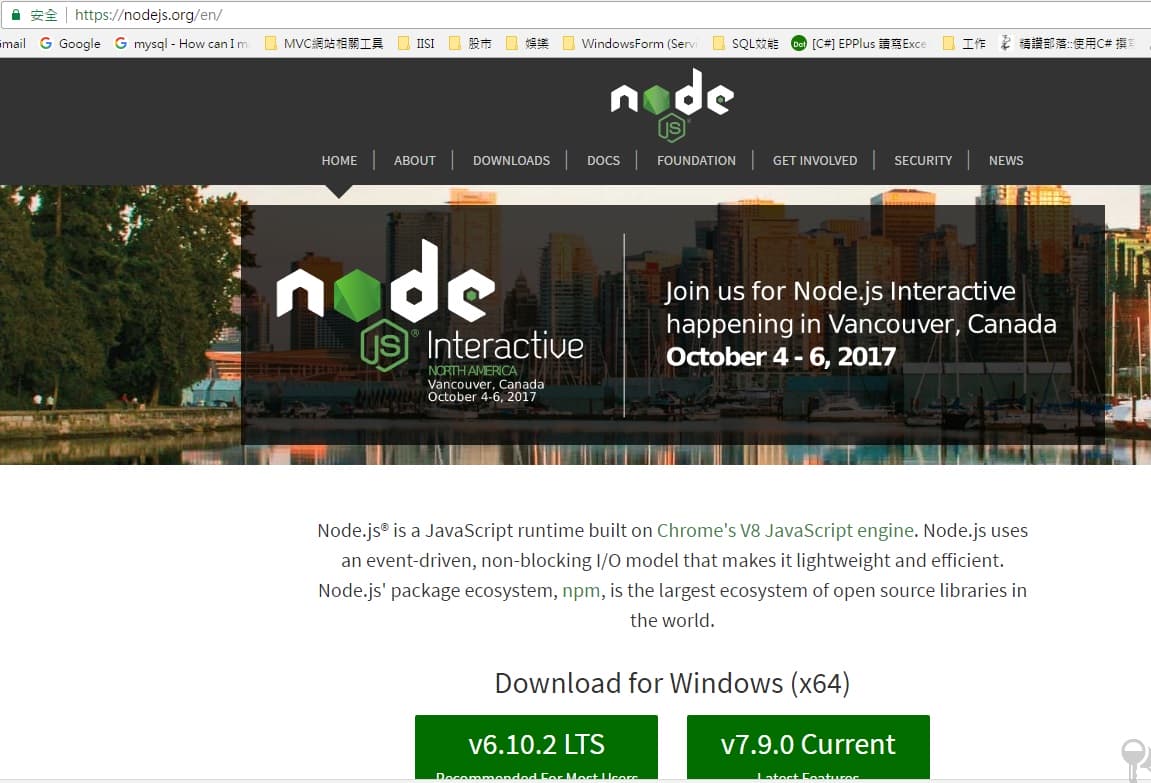 安全 https://nodejs.org/en/
Gmail Google mysql - How can I m MVC網站相關工具 IISI 股市 娛樂 WindowsForm (Serv SQL效能 Dot [C#] EPPlus 讀寫Exce 工作 積讚部落::使用C# 撰寫
node
JS®
HOME ABOUT DOWNLOADS DOCS FOUNDATION GET INVOLVED SECURITY NEWS
node
JS® Interactive
NORTH AMERICA
Vancouver, Canada
October 4-6, 2017
Join us for Node.js Interactive
happening in Vancouver, Canada
October 4 - 6, 2017
Node.js® is a JavaScript runtime built on Chrome's V8 JavaScript engine. Node.js uses
an event-driven, non-blocking I/O model that makes it lightweight and efficient.
Node.js' package ecosystem, npm, is the largest ecosystem of open source libraries in
the world.
Download for Windows (x64)
v6.10.2 LTS
Recommended For Most Users
v7.9.0 Current
Latest Features